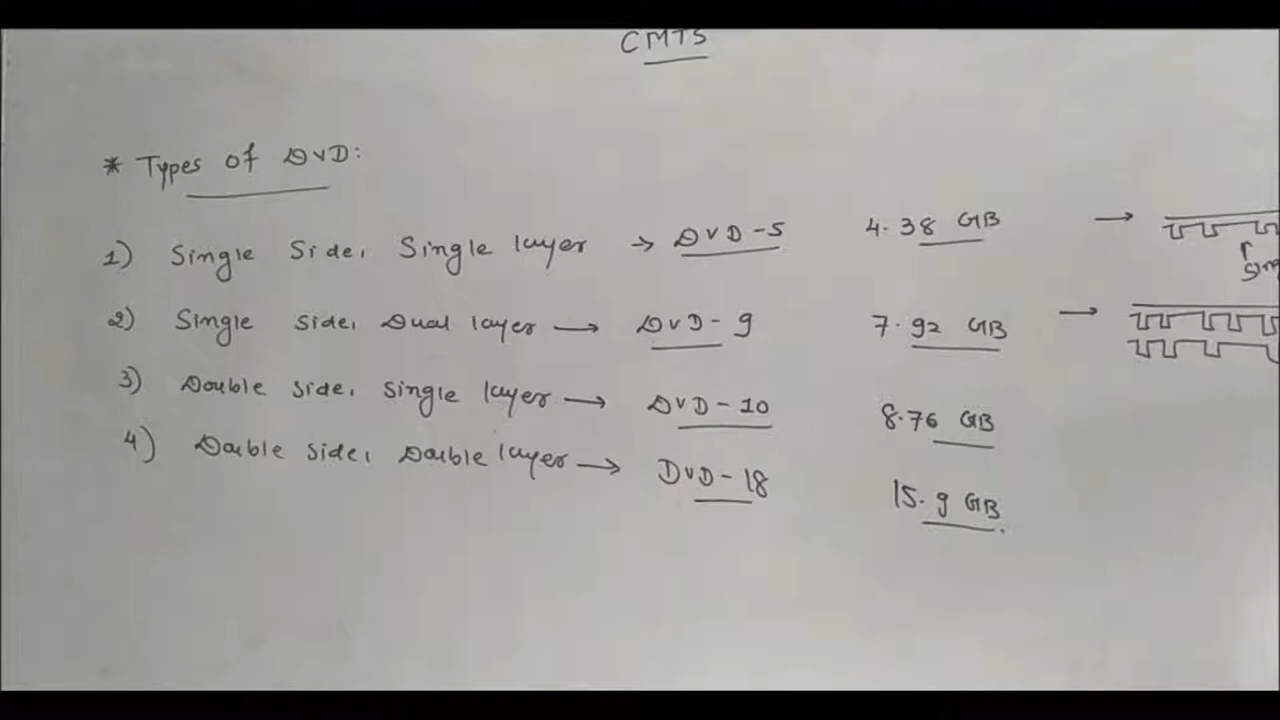 CMTS
* Types of DVD:
1) Single Side, Single layer → DVD-5 4.38 GB →
2) Single side, Dual layer → DVD-9 7.92 GB →
3) Double side, Single layer → DVD-10 8.76 GB
4) Double side, Double layer → DVD-18 15.9 GB.